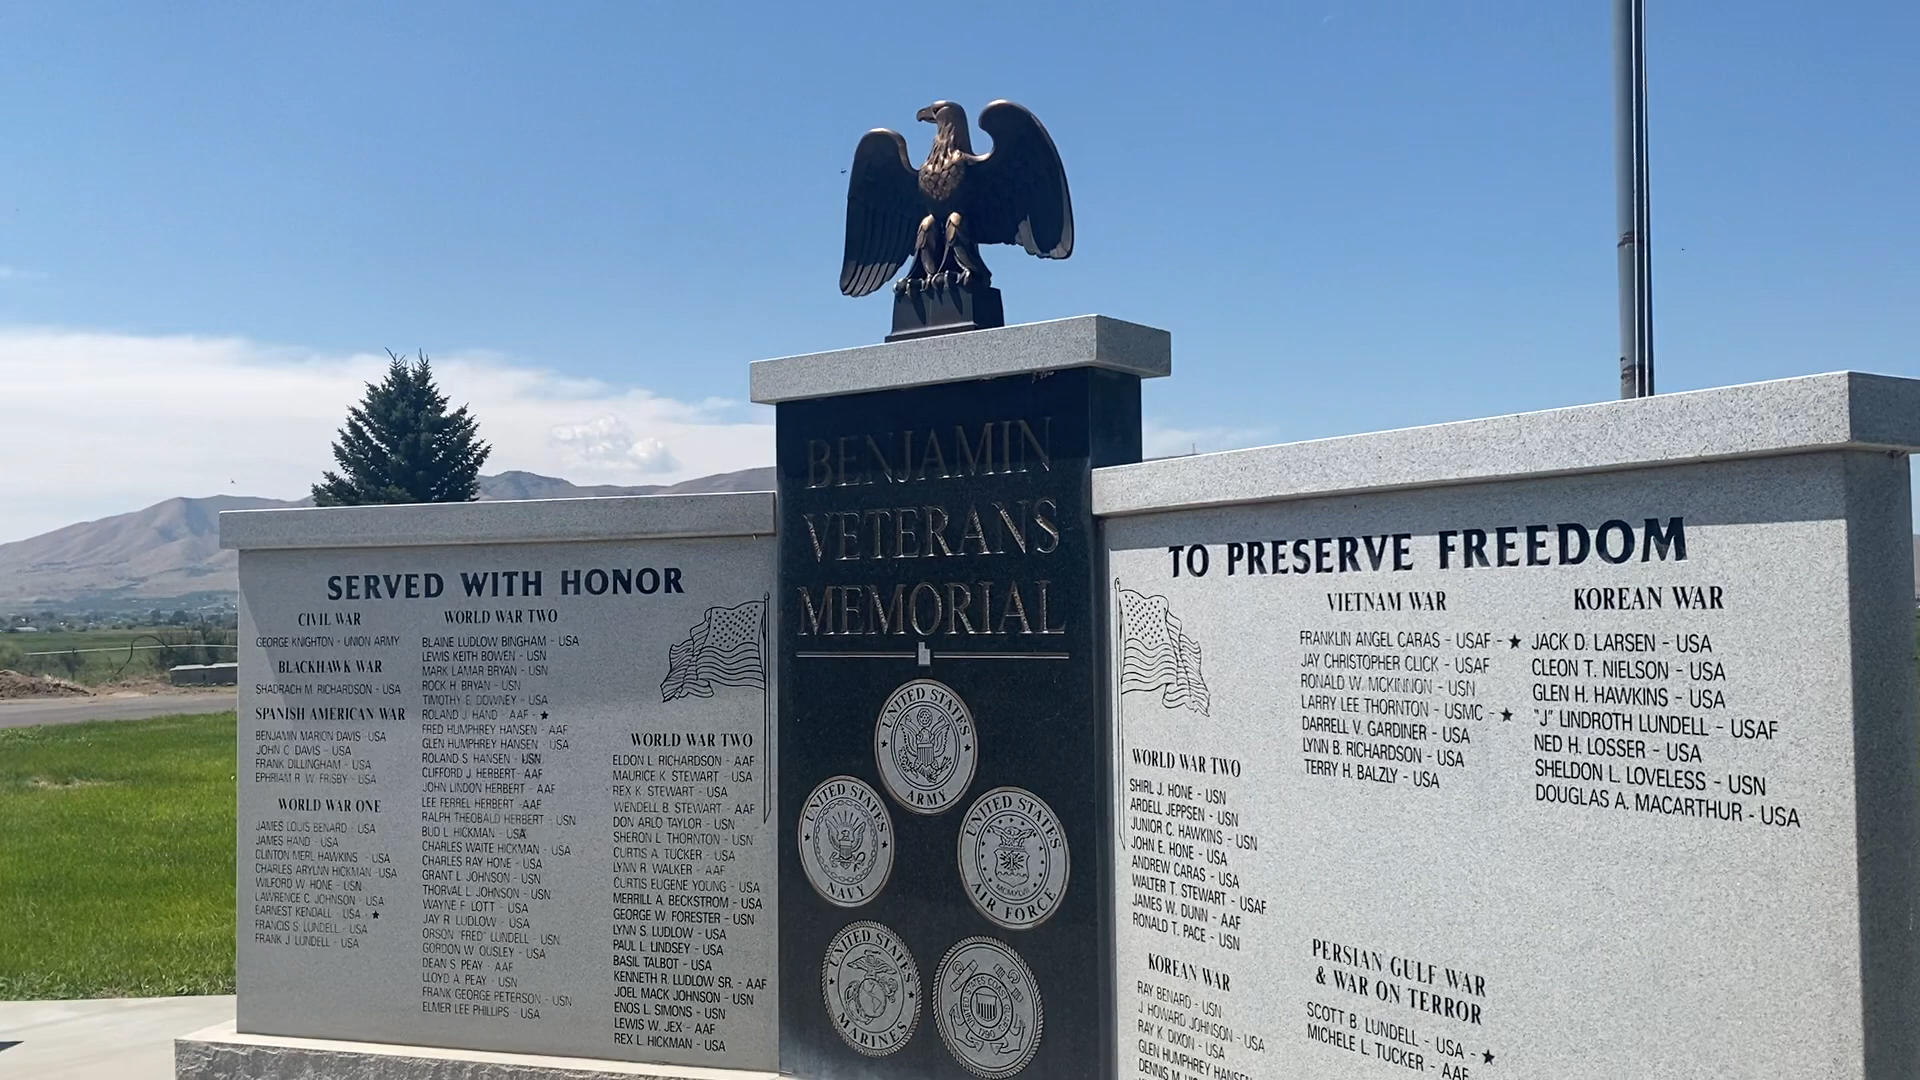 BENJAMIN
VETERANS
MEMORIAL
SERVED WITH HONOR
CIVIL WAR
GEORGE KNIGHTON - UNION ARMY
BLACKHAWK WAR
SHADRACH M. RICHARDSON - USA
SPANISH AMERICAN WAR
BENJAMIN MARION DAVIS - USA
JOHN C. DAVIS - USA
FRANK DILLINGHAM - USA
EPHRIAM R. W. FRISBY - USA
WORLD WAR ONE
JAMES LOUIS BENARD - USA
JAMES HAND - USA
CLINTON MERL HAWKINS - USA
CHARLES ARYLNN HICKMAN - USA
WILFORD W. HONE - USN
LAWRENCE C. JOHNSON - USA
EARNEST KENDALL - USA - ★
FRANCIS S. LUNDELL - USA
FRANK J. LUNDELL - USA
WORLD WAR TWO
BLAINE LUDLOW BINGHAM - USA
LEWIS KEITH BOWEN - USN
MARK LAMAR BRYAN - USN
ROCK H. BRYAN - USN
TIMOTHY E. DOWNEY - USA
ROLAND J. HAND - AAF - ★
FRED HUMPHREY HANSEN - AAF
GLEN HUMPHREY HANSEN - USA
ROLAND S. HANSEN - USN
CLIFFORD J. HERBERT - AAF
JOHN LINDON HERBERT - AAF
LEE FERREL HERBERT - AAF
RALPH THEOBALD HERBERT - USN
BUD L. HICKMAN - USA
CHARLES WAITE HICKMAN - USA
CHARLES RAY HONE - USA
GRANT L. JOHNSON - USN
THORVAL L. JOHNSON - USN
WAYNE F. LOTT - USA
JAY R. LUDLOW - USA
ORSON "FRED" LUNDELL - USN
GORDON W. OUSLEY - USA
DEAN S. PEAY - AAF
LLOYD A. PEAY - USN
FRANK GEORGE PETERSON - USN
ELMER LEE PHILLIPS - USA
WORLD WAR TWO
ELDON L. RICHARDSON - AAF
MAURICE K. STEWART - USA
REX K. STEWART - USA
WENDELL B. STEWART - AAF
DON ARLO TAYLOR - USN
SHERON L. THORNTON - USN
CURTIS A. TUCKER - USA
LYNN R. WALKER - AAF
CURTIS EUGENE YOUNG - USA
MERRILL A. BECKSTROM - USA
GEORGE W. FORESTER - USN
LYNN S. LUDLOW - USA
PAUL L. LINDSEY - USA
BASIL TALBOT - USA
KENNETH R. LUDLOW SR. - AAF
JOEL MACK JOHNSON - USN
ENOS L. SIMONS - USN
LEWIS W. JEX - AAF
REX L. HICKMAN - USA
UNITED STATES
ARMY
UNITED STATES
NAVY
UNITED STATES
MCMXLVII
AIR FORCE
UNITED STATES
MARINES
UNITED STATES COAST GUARD
1790
TO PRESERVE FREEDOM
WORLD WAR TWO
SHIRL J. HONE - USN
ARDELL JEPPSEN - USN
JUNIOR C. HAWKINS - USN
JOHN E. HONE - USA
ANDREW CARAS - USA
WALTER T. STEWART - USAF
JAMES W. DUNN - AAF
RONALD T. PACE - USN
KOREAN WAR
RAY BENARD - USN
J. HOWARD JOHNSON - USA
RAY K. DIXON - USA
GLEN HUMPHREY HANSEN
DENNIS M.
VIETNAM WAR
FRANKLIN ANGEL CARAS - USAF - ★
JAY CHRISTOPHER CLICK - USAF
RONALD W. MCKINNON - USN
LARRY LEE THORNTON - USMC - ★
DARRELL V. GARDINER - USA
LYNN B. RICHARDSON - USA
TERRY H. BALZLY - USA
PERSIAN GULF WAR
& WAR ON TERROR
SCOTT B. LUNDELL - USA - ★
MICHELE L. TUCKER - AAF
KOREAN WAR
JACK D. LARSEN - USA
CLEON T. NIELSON - USA
GLEN H. HAWKINS - USA
"J" LINDROTH LUNDELL - USAF
NED H. LOSSER - USA
SHELDON L. LOVELESS - USN
DOUGLAS A. MACARTHUR - USA